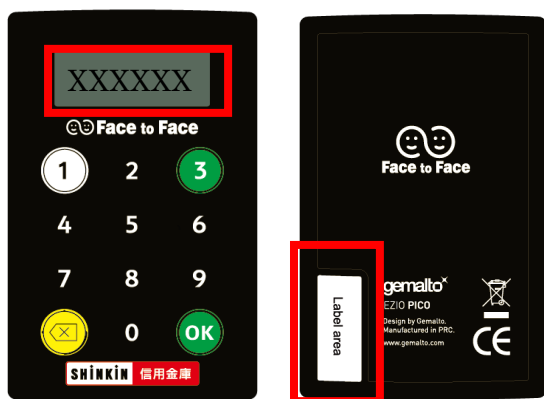 XXXXXX
Face to Face
1 2 3
4 5 6
7 8 9
0 OK
SHiNKiN 信用金庫
Face to Face
gemalto
EZIO PICO
Design by Gemalto.
Manufactured in PRC.
www.gemalto.com
CE
Label area